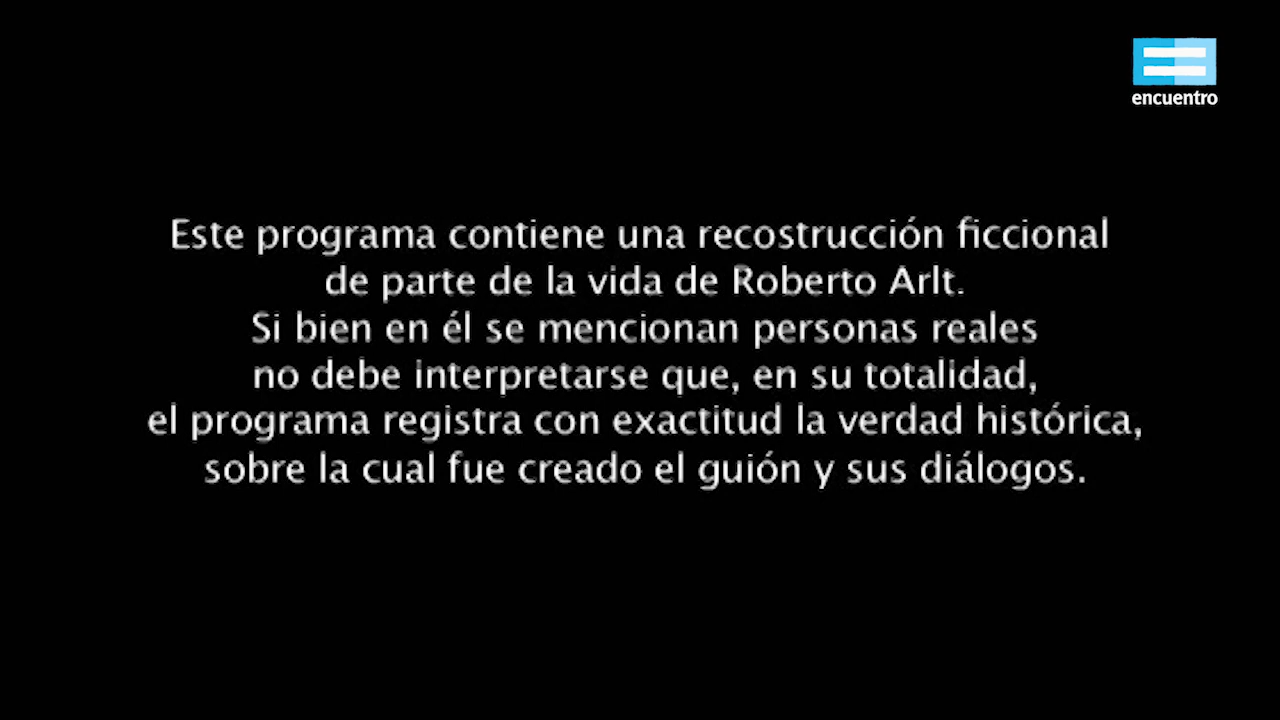 encuentro
Este programa contiene una recostrucción ficcional
de parte de la vida de Roberto Arlt.
Si bien en él se mencionan personas reales
no debe interpretarse que, en su totalidad,
el programa registra con exactitud la verdad histórica,
sobre la cual fue creado el guión y sus diálogos.